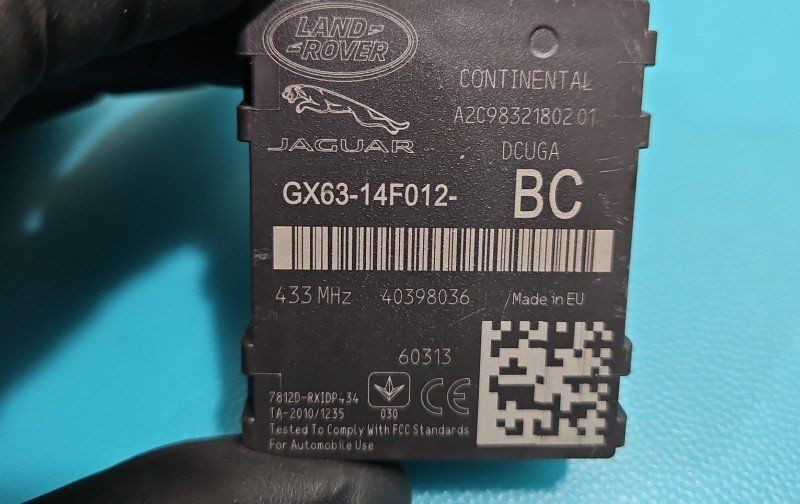 LAND-
-ROVER
JAGUAR
CONTINENTAL
A2C98321802 01
DCUGA
GX63-14F012- BC
433 MHz 40398036 Made in EU
60313
7812D-RXIDP434
TA-2010/1235
030
CE
Tested To Comply With FCC Standards
For Automobile Use